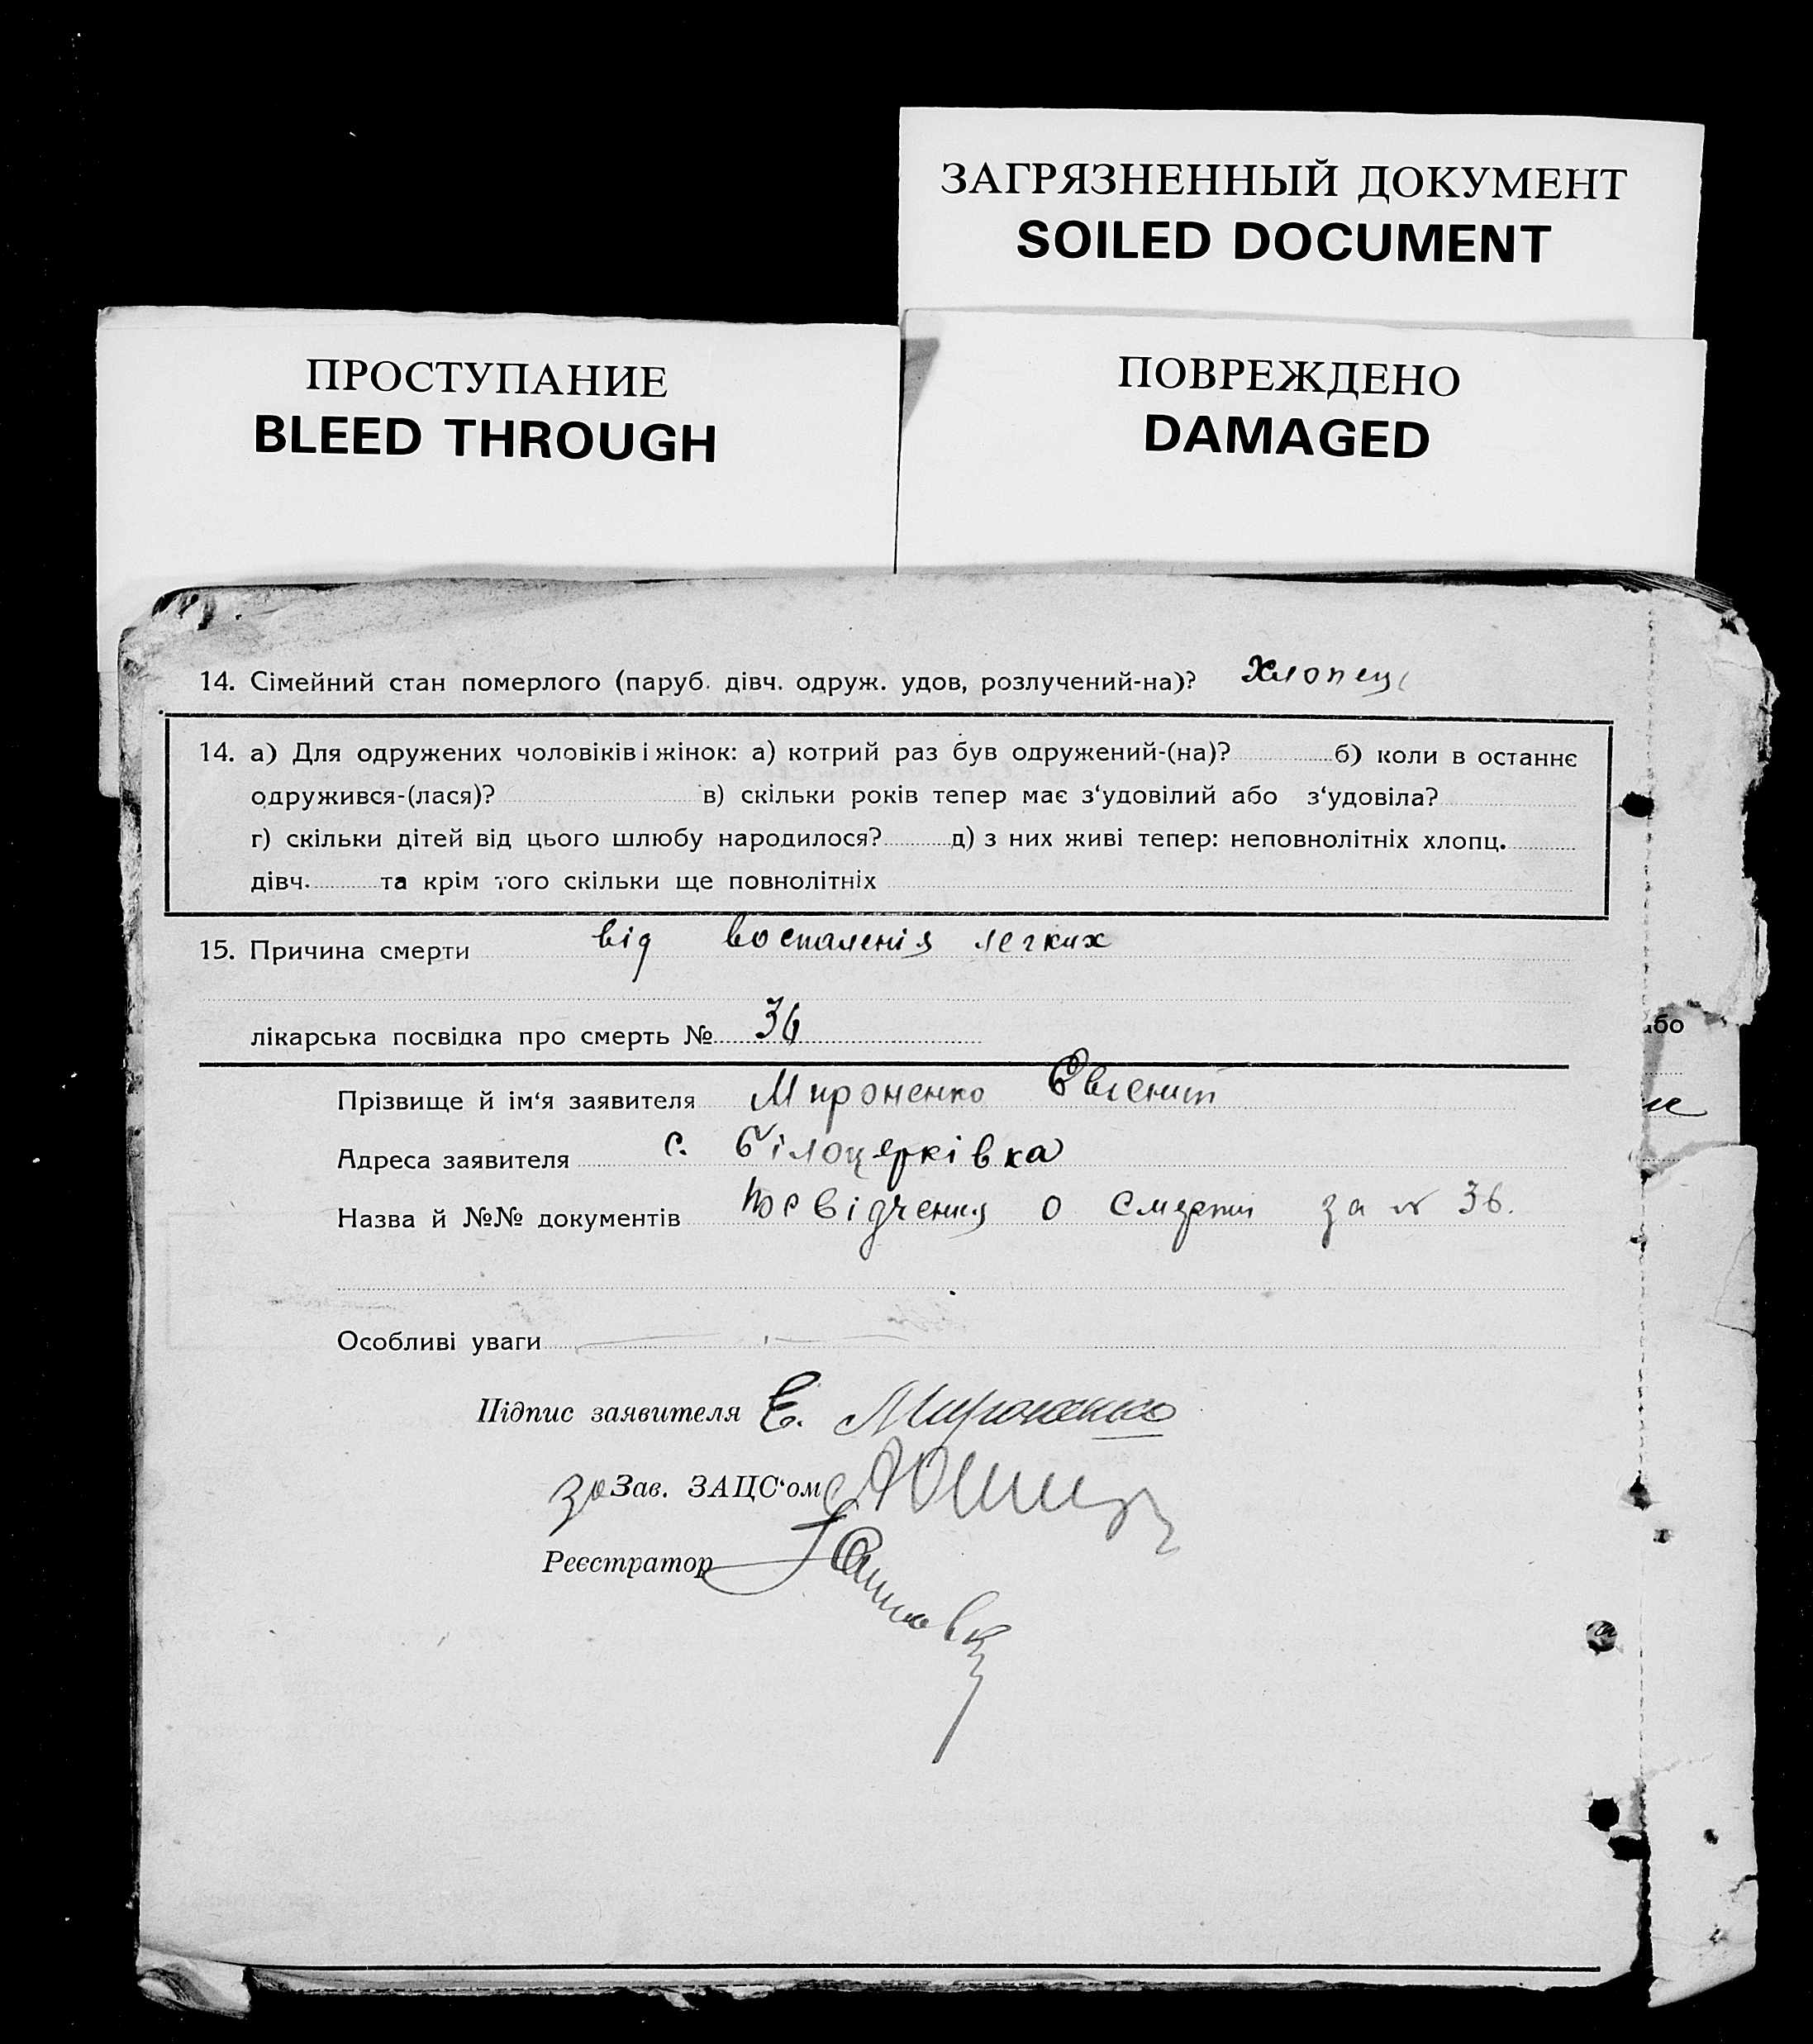 ЗАГРЯЗНЕННЫЙ ДОКУМЕНТ
SOILED DOCUMENT
ПРОСТУПАНИЕ
BLEED THROUGH
ПОВРЕЖДЕНО
DAMAGED
14. Сімейний стан померлого (паруб. дівч. одруж. удов, розлучений-на)? Хлопець
14. а) Для одружених чоловіків і жінок: а) котрий раз був одружений-(на)? б) коли в останнє
одружився-(лася)? в) скільки років тепер має з‘удовілий або з‘удовіла?
г) скільки дітей від цього шлюбу народилося? д) з них живі тепер: неповнолітніх хлопц.
дівч. та крім того скільки ще повнолітніх
15. Причина смерти від воспаленія легких
лікарська посвідка про смерть № 36
або
Прізвище й ім‘я заявителя Мироненко Євгений
Адреса заявителя с. Білоцерківка
Назва й №№ документів Посвідчення о смерти за № 36.
Особливі уваги
Підпис заявителя Е. Мироненко
за Зав. ЗАЦС‘ом
Реєстратор